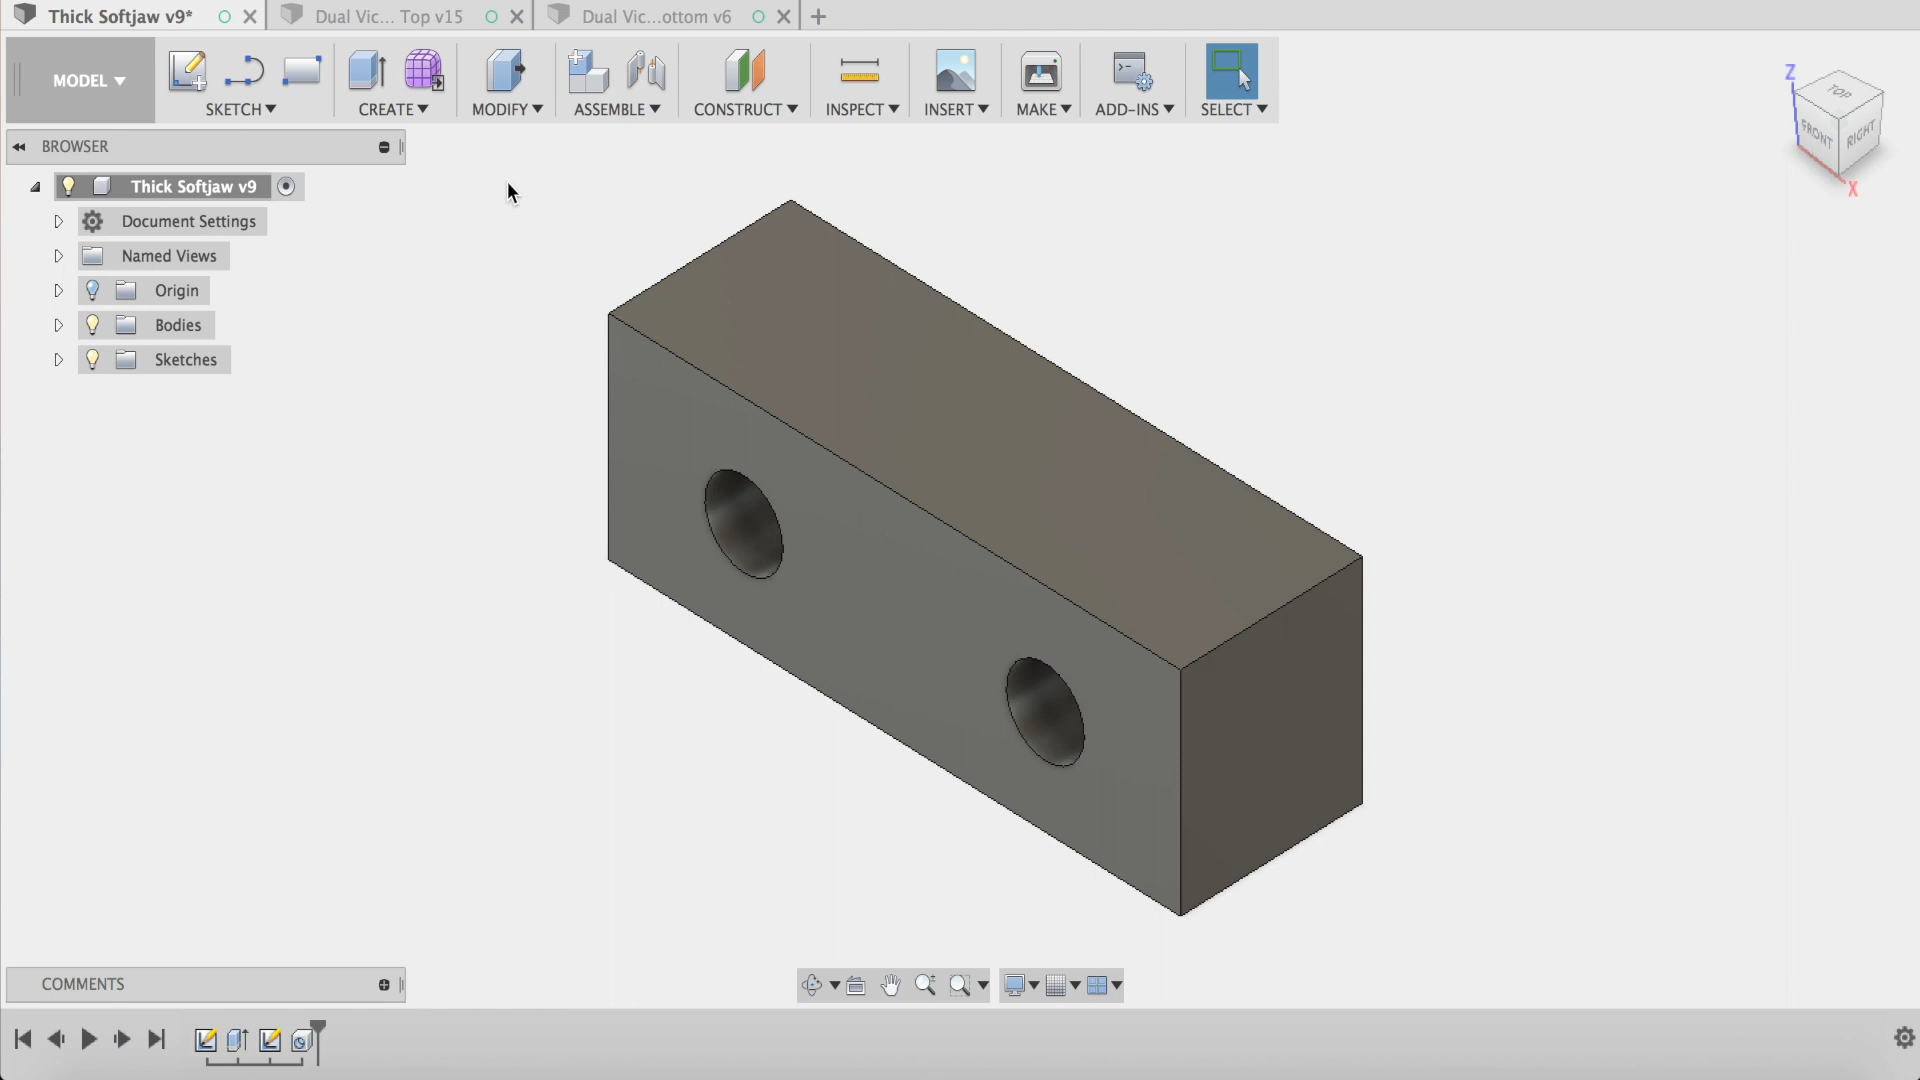 Thick Softjaw v9*
Dual Vic... Top v15
Dual Vic...ottom v6
MODEL
SKETCH
CREATE
MODIFY
ASSEMBLE
CONSTRUCT
INSPECT
INSERT
MAKE
ADD-INS
SELECT
Z
TOP
FRONT
RIGHT
X
BROWSER
Thick Softjaw v9
Document Settings
Named Views
Origin
Bodies
Sketches
COMMENTS